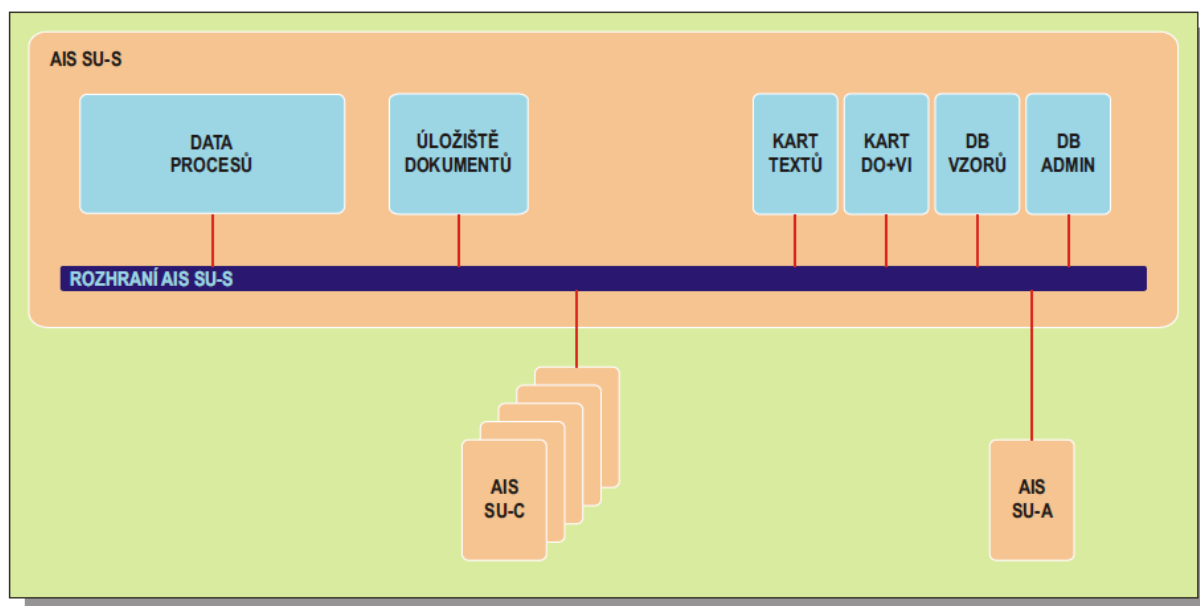 AIS SU-S
DATA
PROCESŮ
ÚLOŽIŠTĚ
DOKUMENTŮ
KART
TEXTŮ
KART
DO+VI
DB
VZORŮ
DB
ADMIN
ROZHRANÍ AIS SU-S
AIS
SU-C
AIS
SU-A